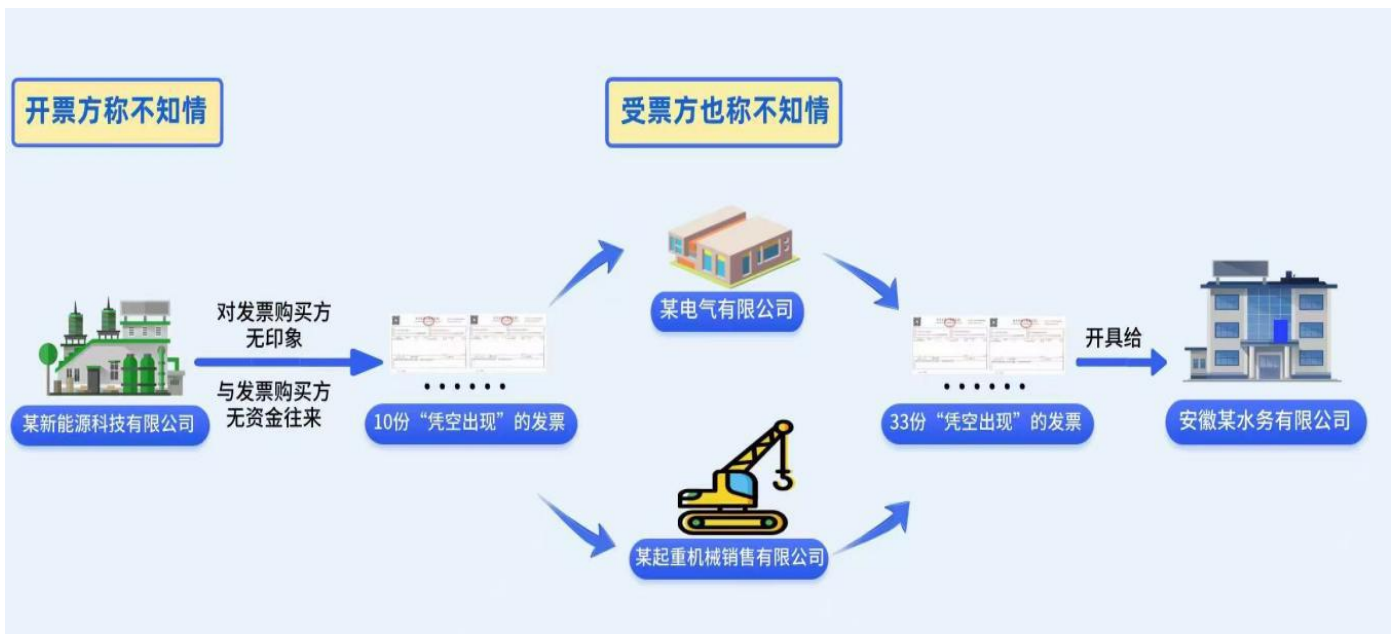 开票方称不知情
受票方也称不知情
对发票购买方
无印象
与发票购买方
无资金往来
某新能源科技有限公司
10份“凭空出现”的发票
某电气有限公司
某起重机械销售有限公司
33份“凭空出现”的发票
开具给
安徽某水务有限公司